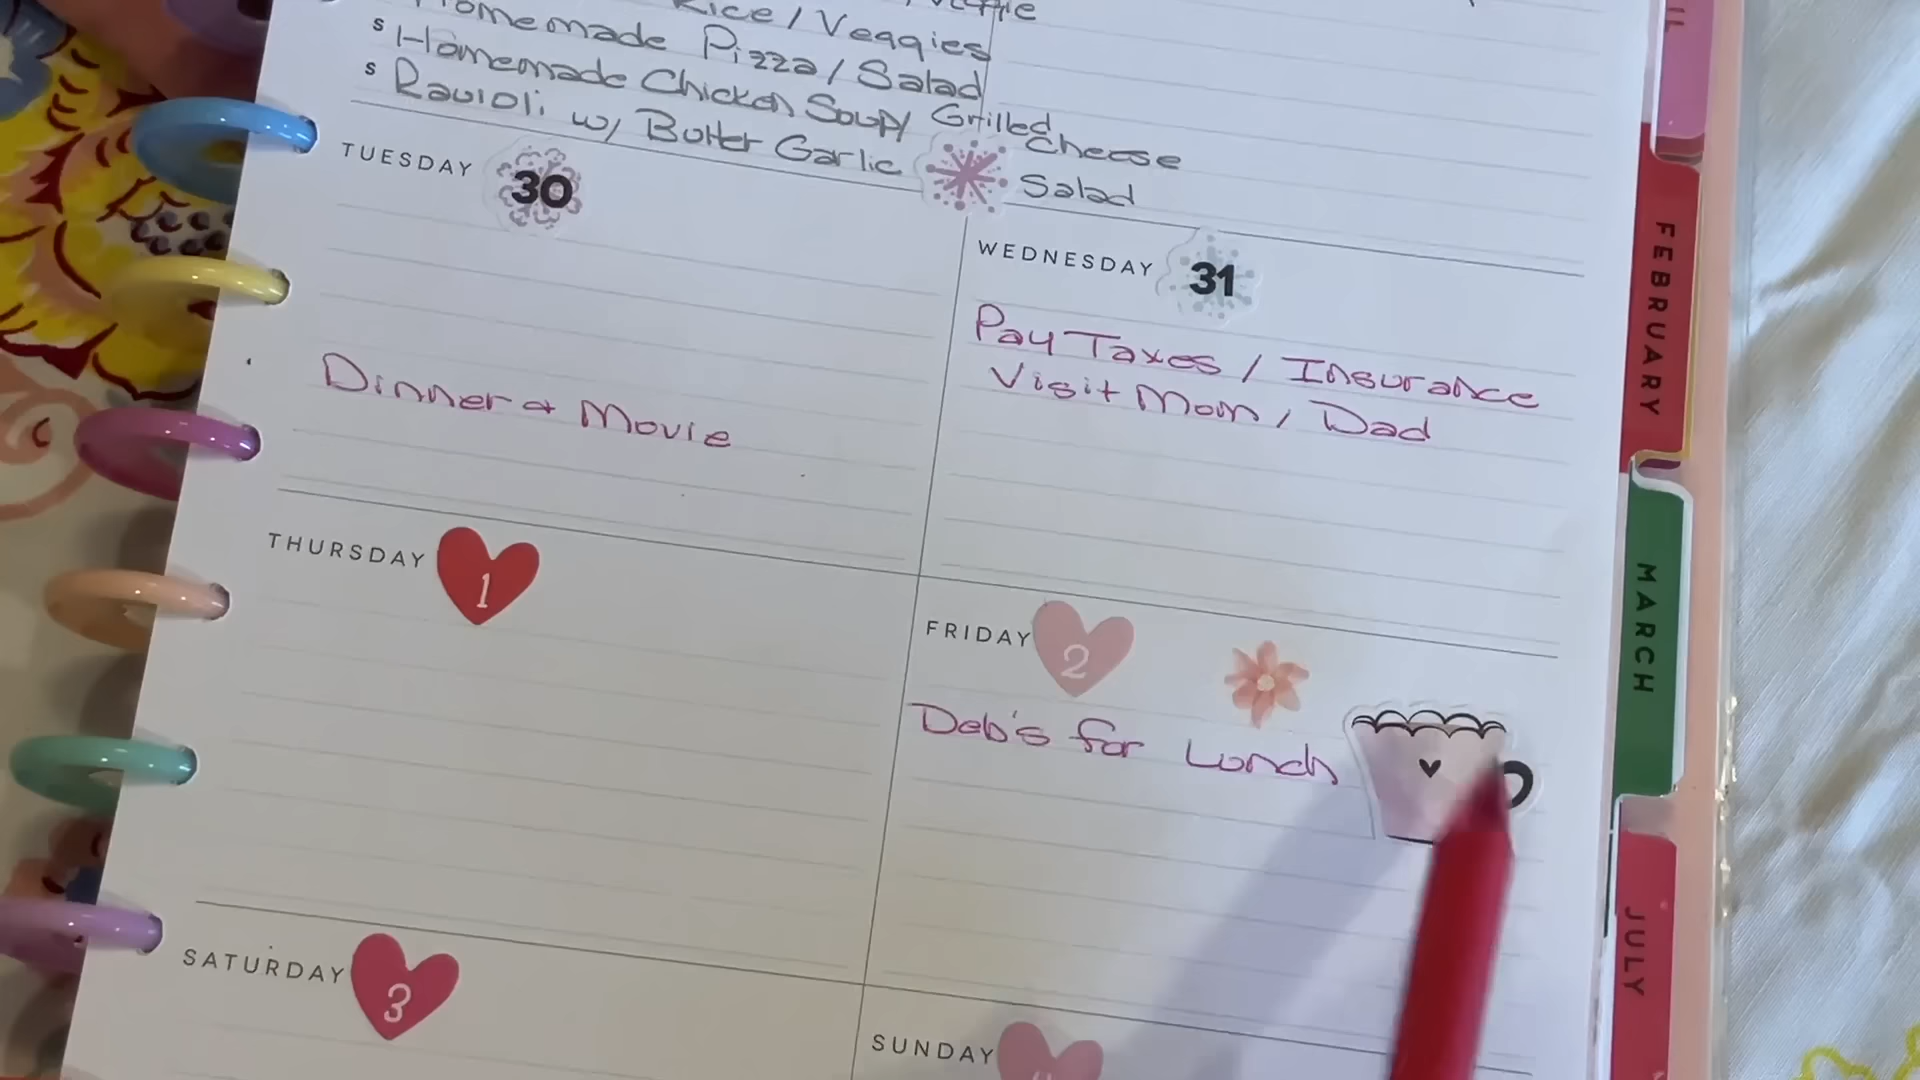 Rice / Veggies
Homemade Pizza / Salad
s Homemade Chicken Soup / Grilled Cheese
s Ravioli w/ Butter Garlic Salad
TUESDAY 30
Dinner + Movie
WEDNESDAY 31
Pay Taxes / Insurance
Visit Mom / Dad
THURSDAY 1
FRIDAY 2
Deb's for Lunch
SATURDAY 3
SUNDAY
FEBRUARY
MARCH
JULY